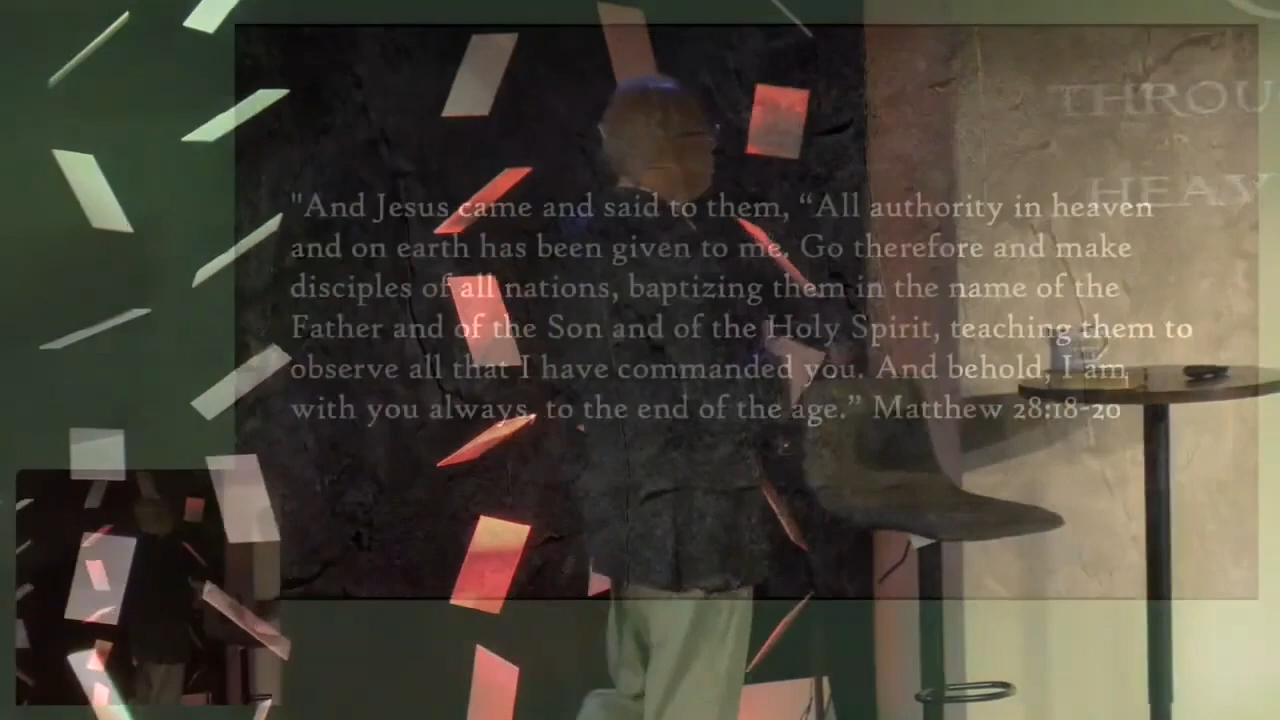 THROU
HEAV
"And Jesus came and said to them, “All authority in heaven
and on earth has been given to me. Go therefore and make
disciples of all nations, baptizing them in the name of the
Father and of the Son and of the Holy Spirit, teaching them to
observe all that I have commanded you. And behold, I am
with you always, to the end of the age.” Matthew 28:18-20